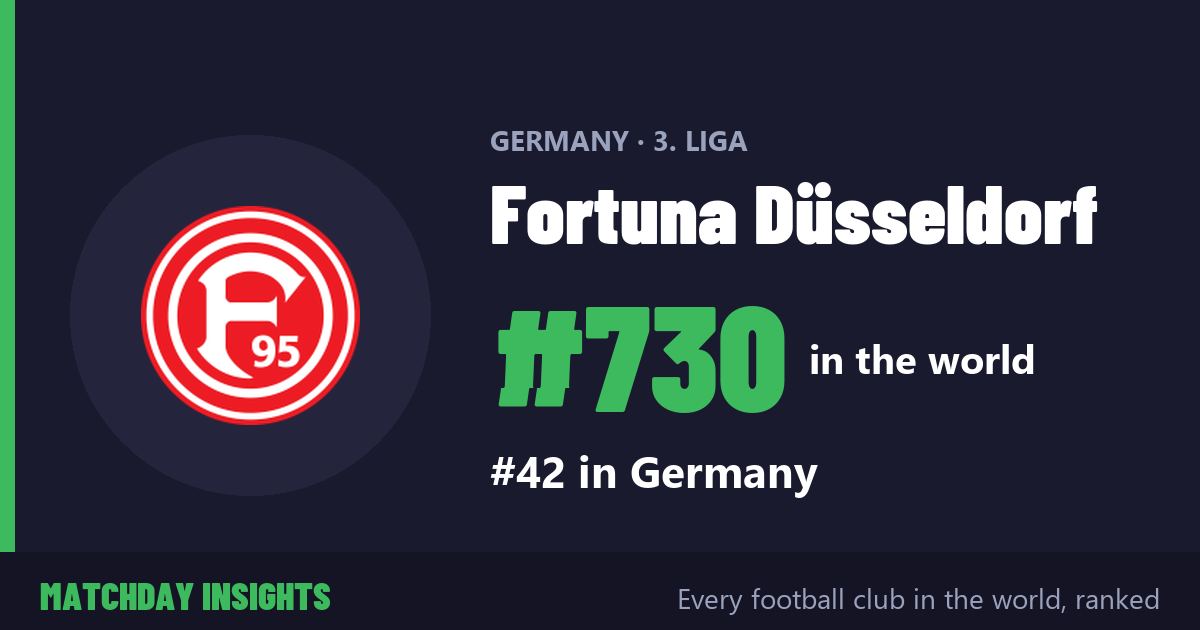 GERMANY · 3. LIGA
Fortuna Düsseldorf
F
95
#730 in the world
#42 in Germany
MATCHDAY INSIGHTS
Every football club in the world, ranked